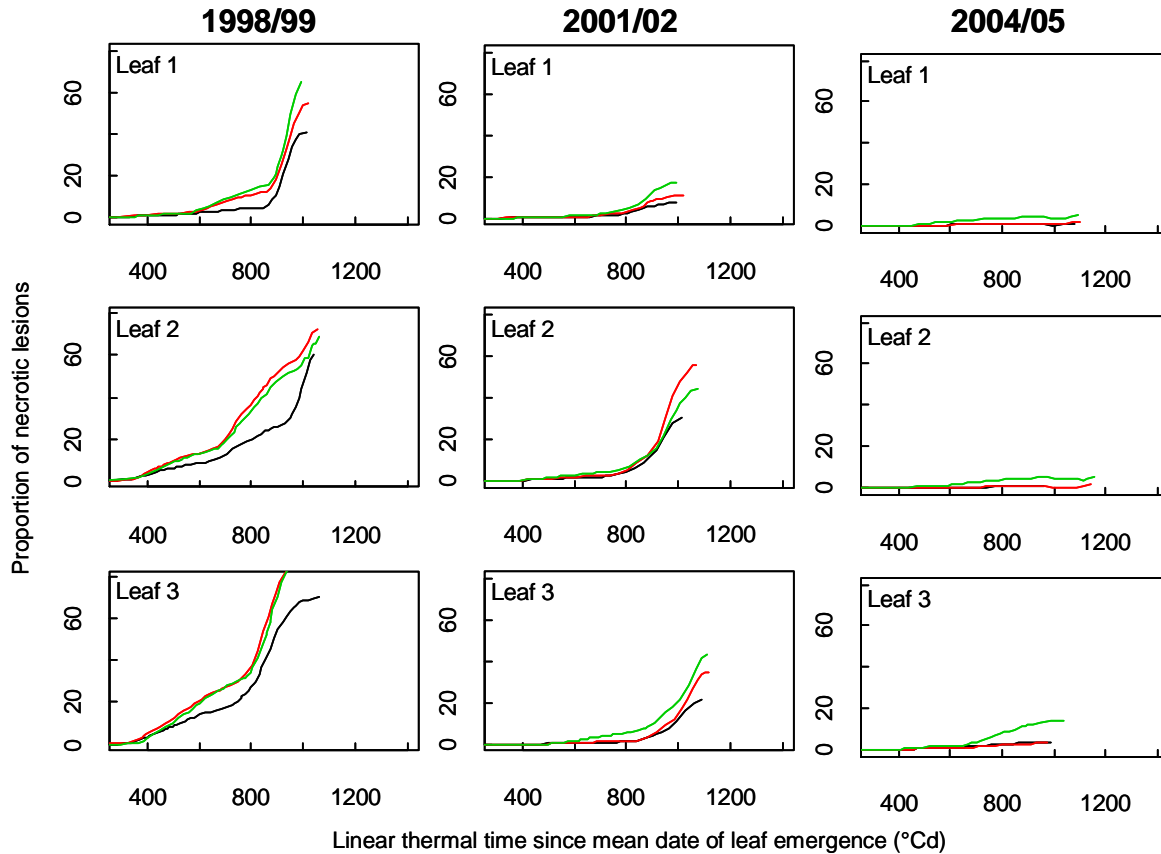 1998/99 2001/02 2004/05
Leaf 1 Leaf 1 Leaf 1
60 60 60
20 20 20
0 0 0
400 800 1200 400 800 1200 400 800 1200
Leaf 2 Leaf 2 Leaf 2
60 60 60
20 20 20
0 0 0
400 800 1200 400 800 1200 400 800 1200
Leaf 3 Leaf 3 Leaf 3
60 60 60
20 20 20
0 0 0
400 800 1200 400 800 1200 400 800 1200
Proportion of necrotic lesions
Linear thermal time since mean date of leaf emergence (°Cd)